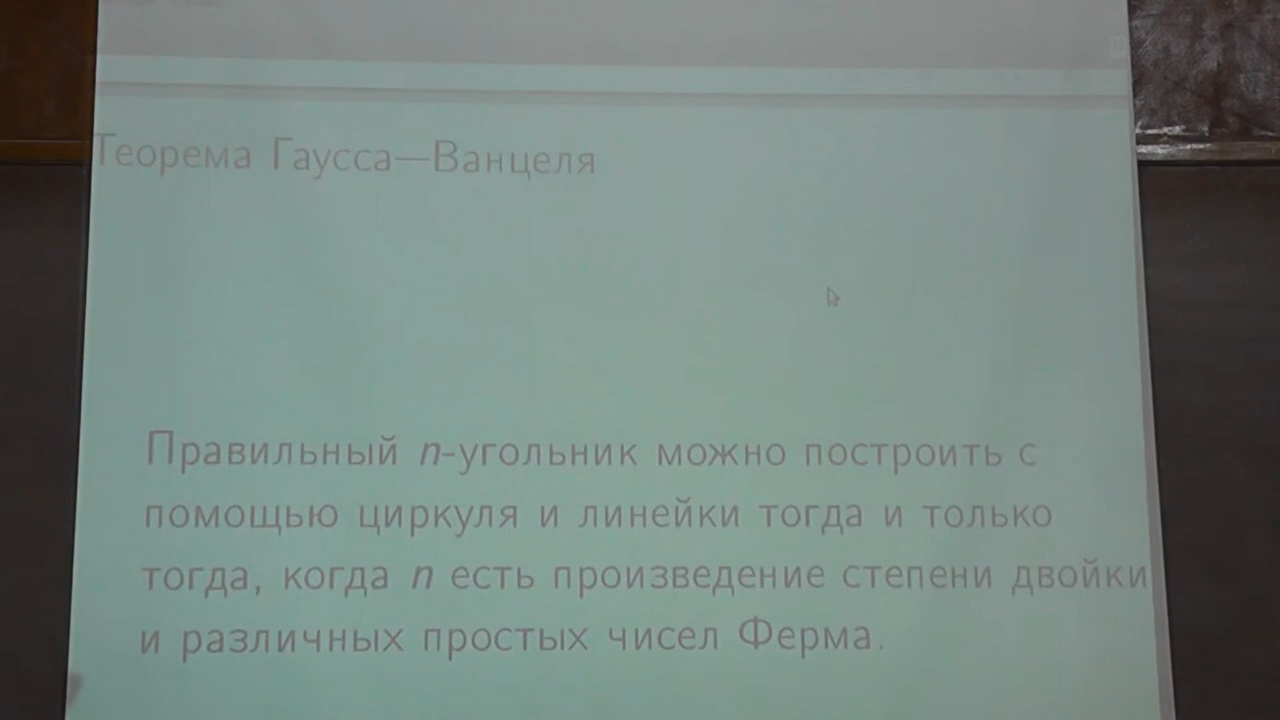 Теорема Гаусса—Ванцеля
Правильный n-угольник можно построить с
помощью циркуля и линейки тогда и только
тогда, когда n есть произведение степени двойки
и различных простых чисел Ферма.